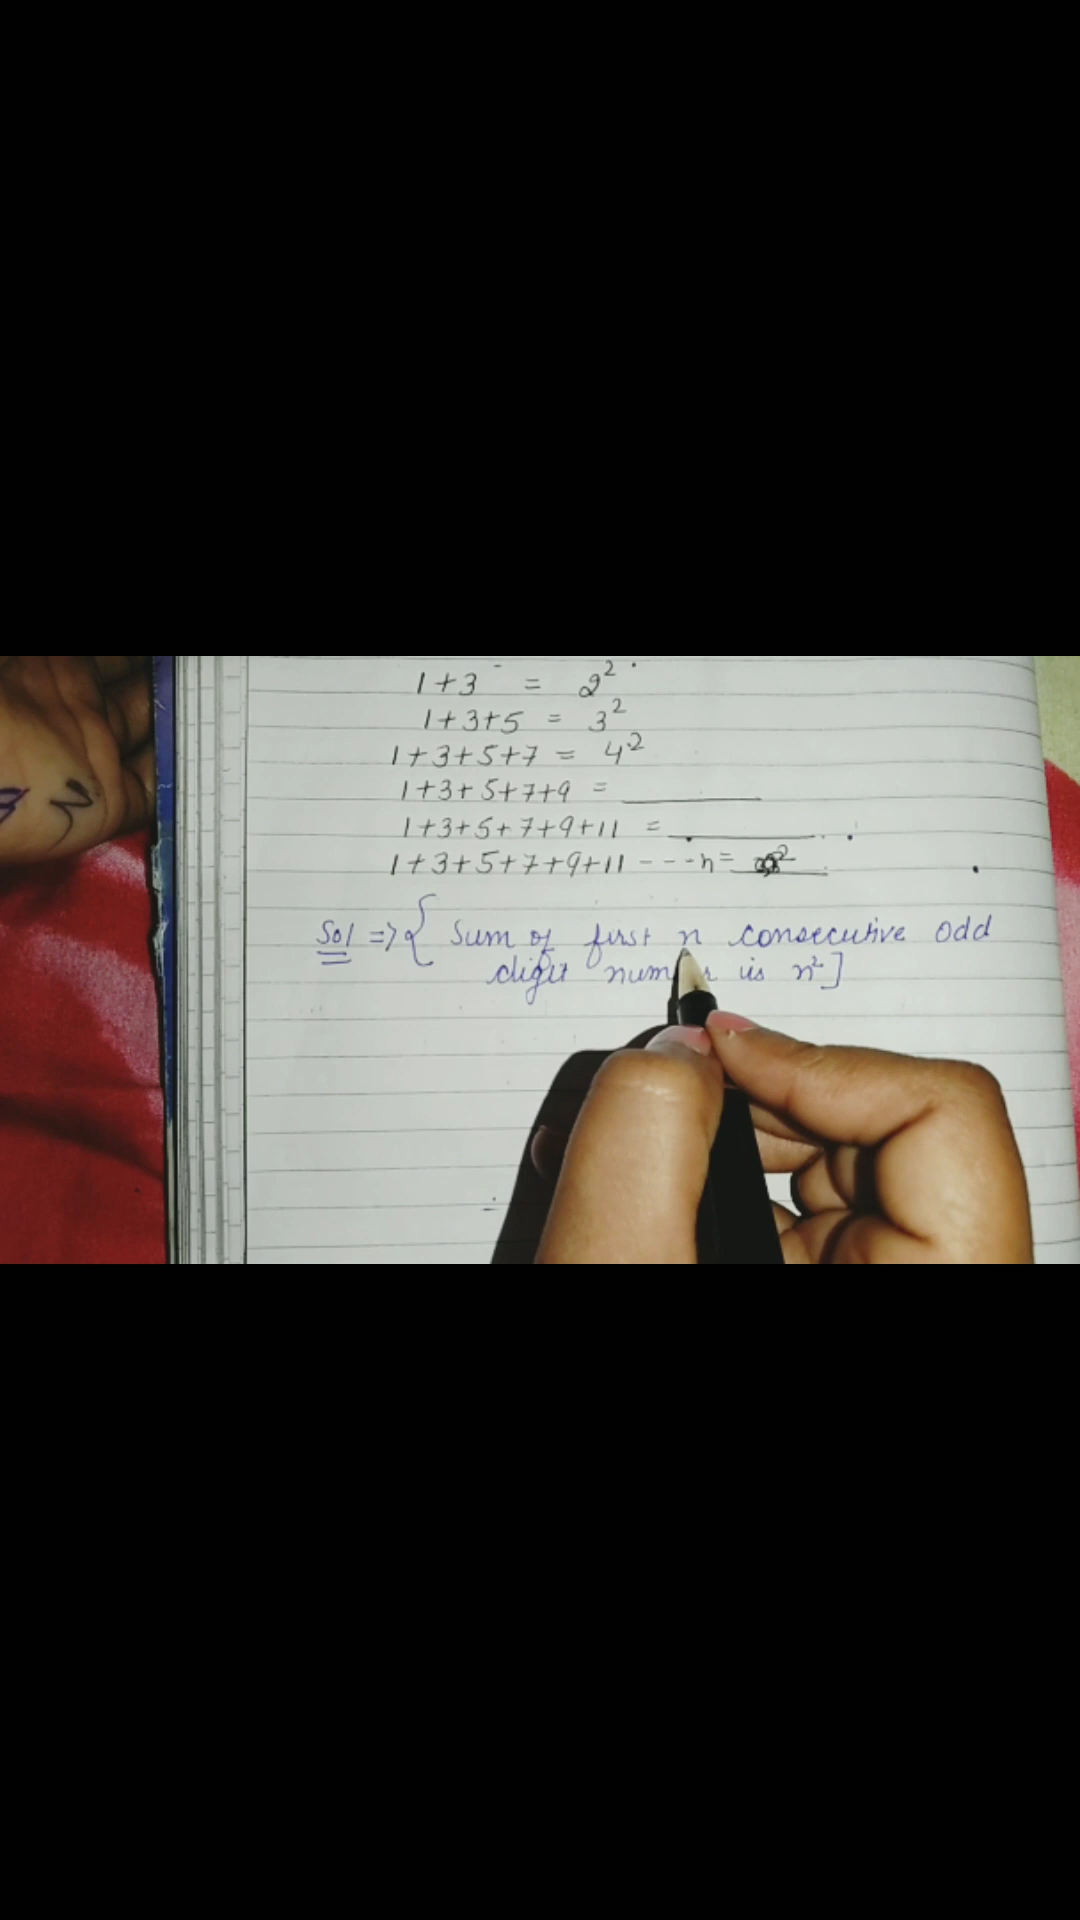 1+3 = 2²
1+3+5 = 3²
1+3+5+7 = 4²
1+3+5+7+9 = ________
1+3+5+7+9+11 = ________
1+3+5+7+9+11 - - - n =
Sol => { Sum of first n consecutive odd
digit is n² ]